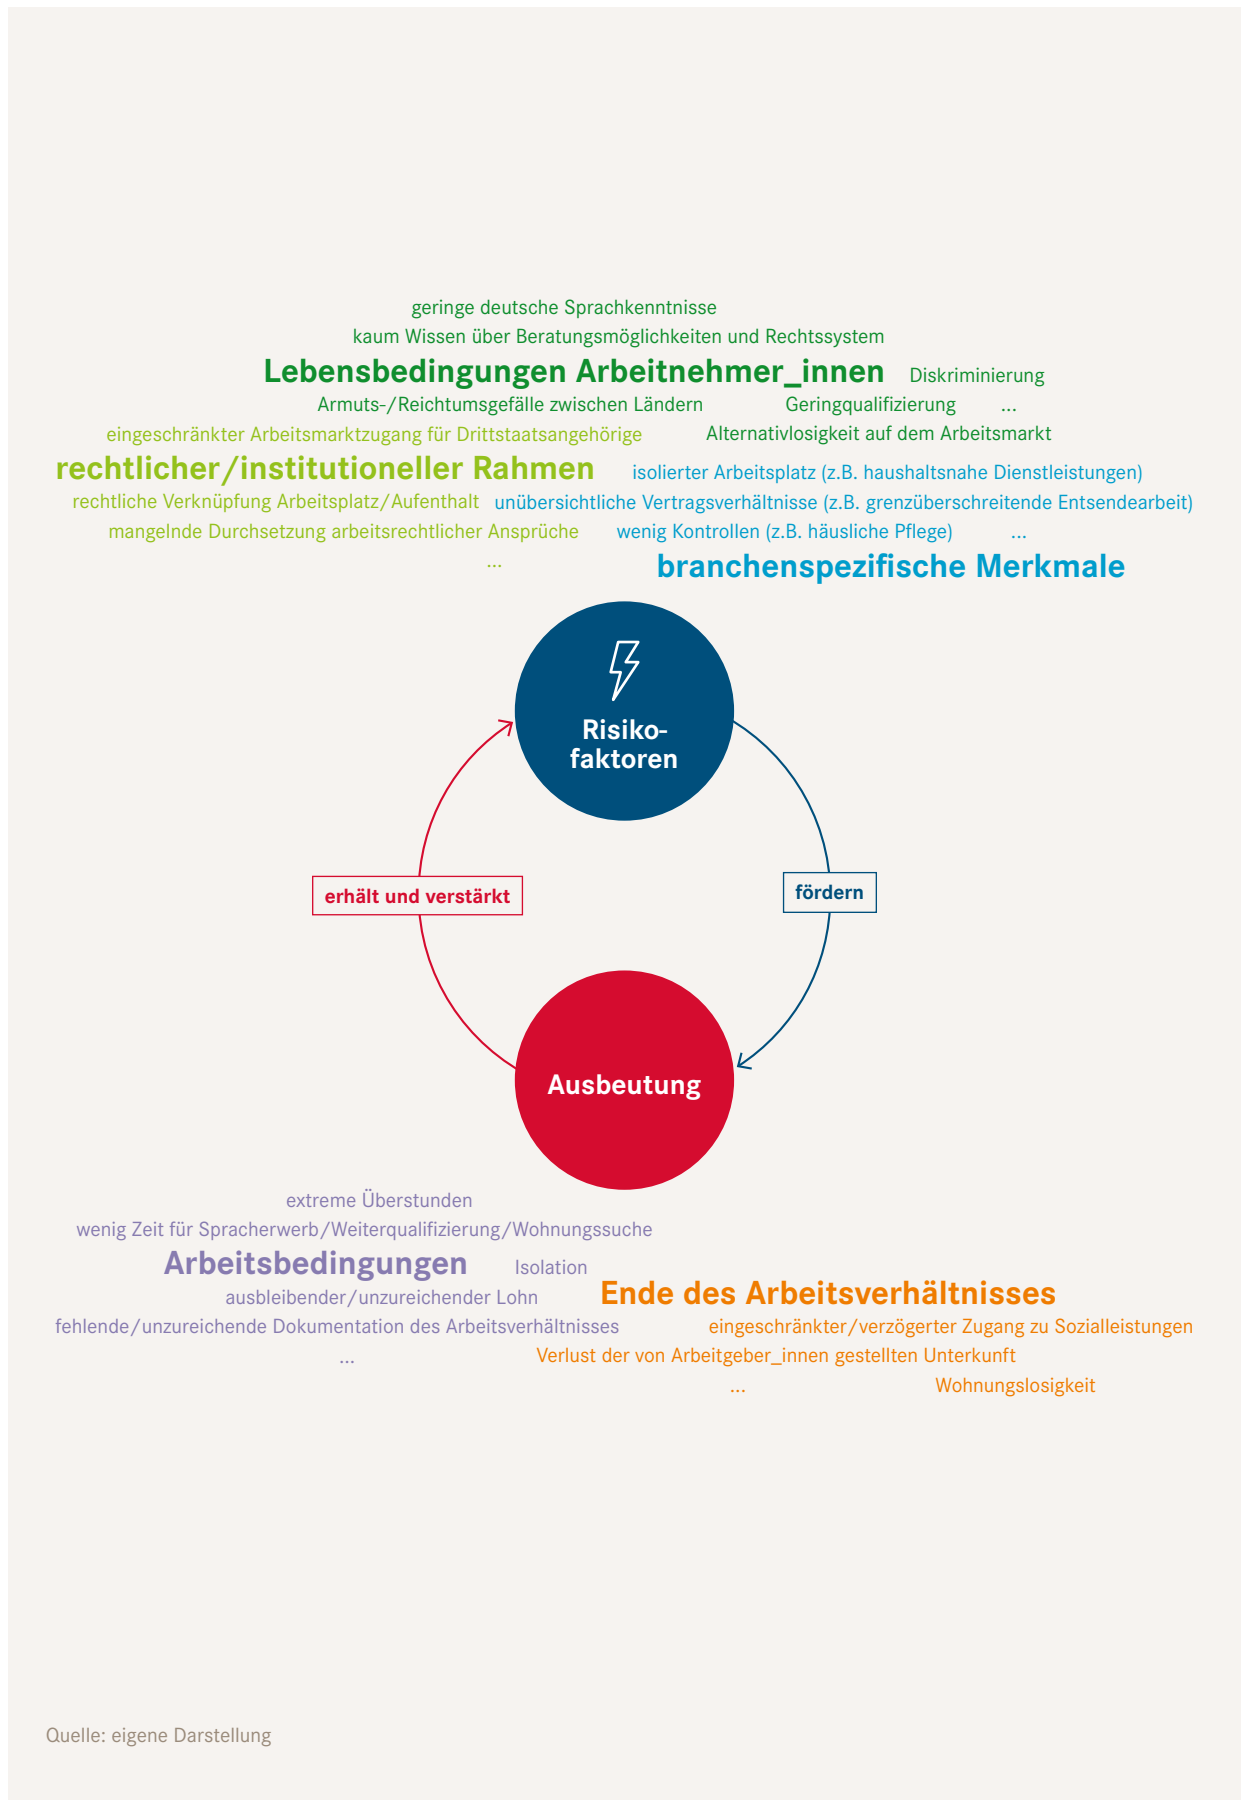 geringe deutsche Sprachkenntnisse
kaum Wissen über Beratungsmöglichkeiten und Rechtssystem
Lebensbedingungen Arbeitnehmer_innen Diskriminierung
Armuts-/Reichtumsgefälle zwischen Ländern Geringqualifizierung ...
eingeschränkter Arbeitsmarktzugang für Drittstaatsangehörige Alternativlosigkeit auf dem Arbeitsmarkt
rechtlicher/institutioneller Rahmen isolierter Arbeitsplatz (z.B. haushaltsnahe Dienstleistungen)
rechtliche Verknüpfung Arbeitsplatz/Aufenthalt unübersichtliche Vertragsverhältnisse (z.B. grenzüberschreitende Entsendearbeit)
mangelnde Durchsetzung arbeitsrechtlicher Ansprüche wenig Kontrollen (z.B. häusliche Pflege) ...
... branchenspezifische Merkmale
Risiko-
faktoren
erhält und verstärkt fördern
Ausbeutung
extreme Überstunden
wenig Zeit für Spracherwerb/Weiterqualifizierung/Wohnungssuche
Arbeitsbedingungen Isolation
ausbleibender/unzureichender Lohn Ende des Arbeitsverhältnisses
fehlende/unzureichende Dokumentation des Arbeitsverhältnisses eingeschränkter/verzögerter Zugang zu Sozialleistungen
... Verlust der von Arbeitgeber_innen gestellten Unterkunft
... Wohnungslosigkeit
Quelle: eigene Darstellung